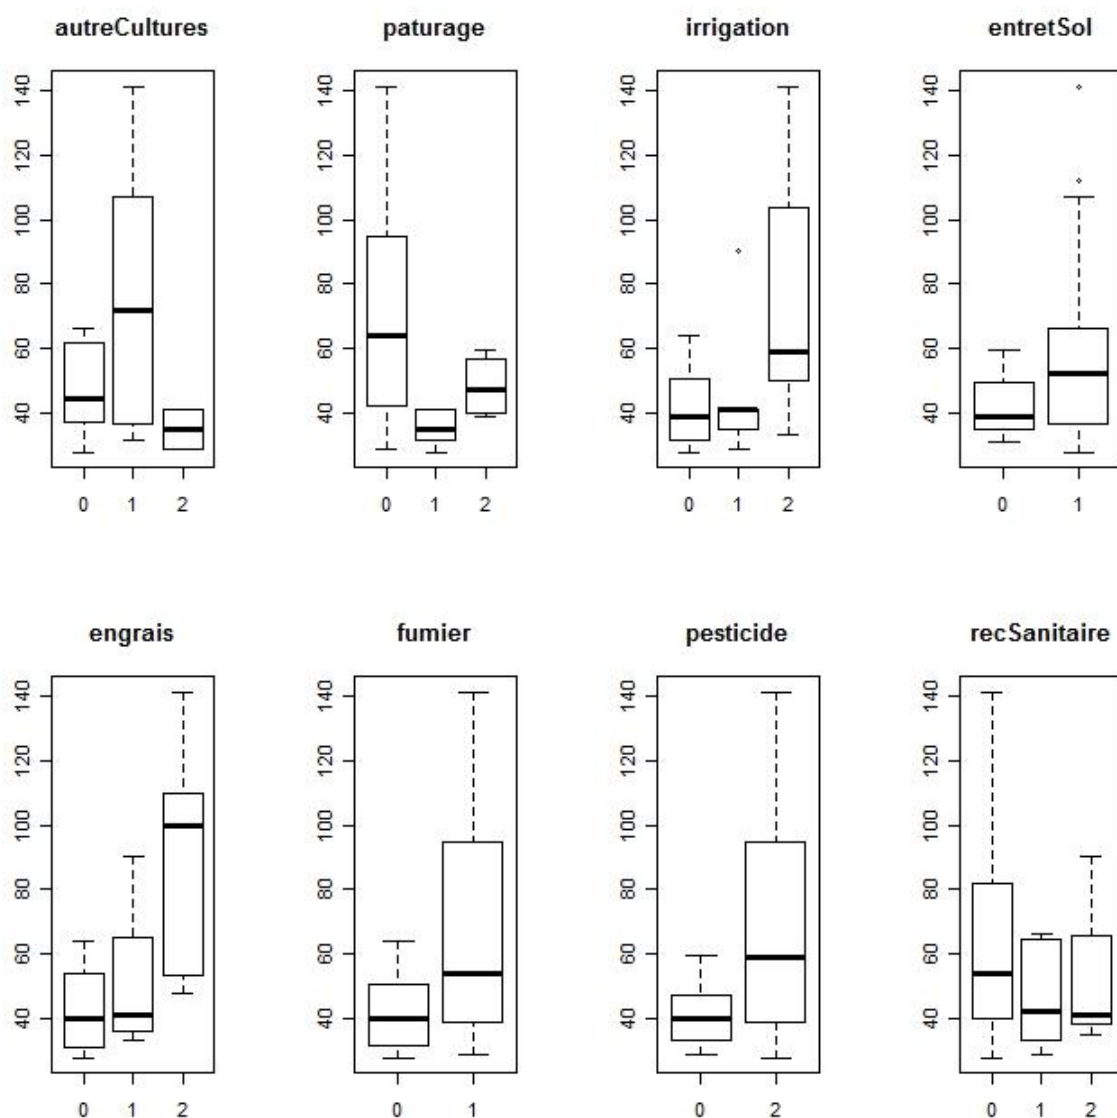 autreCultures paturage irrigation entretSol
140 140 140 140
120 120 120 120
100 100 100 100
80 80 80 80
60 60 60 60
40 40 40 40
0 1 2 0 1 2 0 1 2 0 1
engrais fumier pesticide recSanitaire
140 140 140 140
120 120 120 120
100 100 100 100
80 80 80 80
60 60 60 60
40 40 40 40
0 1 2 0 1 0 2 0 1 2